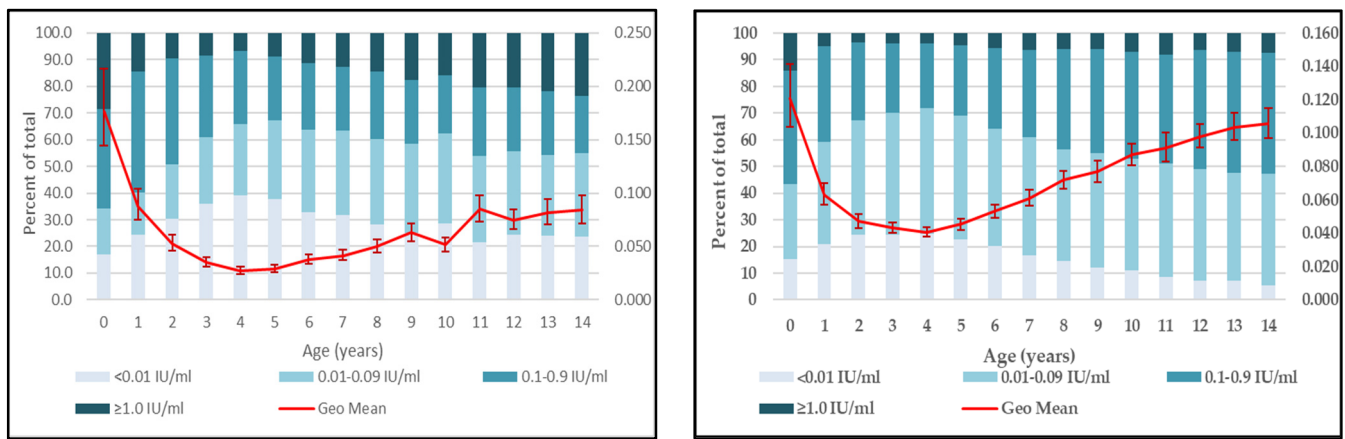 100.0 0.250
90.0
80.0 0.200
70.0
60.0 0.150
50.0
40.0 0.100
30.0
20.0 0.050
10.0
0.0 0.000
Percent of total
0 1 2 3 4 5 6 7 8 9 10 11 12 13 14
Age (years)
<0.01 IU/ml 0.01-0.09 IU/ml 0.1-0.9 IU/ml
≥1.0 IU/ml Geo Mean
100 0.160
90 0.140
80 0.120
70
60 0.100
50 0.080
40 0.060
30
20 0.040
10 0.020
0 0.000
Percent of total
0 1 2 3 4 5 6 7 8 9 10 11 12 13 14
Age (years)
<0.01 IU/ml 0.01-0.09 IU/ml 0.1-0.9 IU/ml
≥1.0 IU/ml Geo Mean